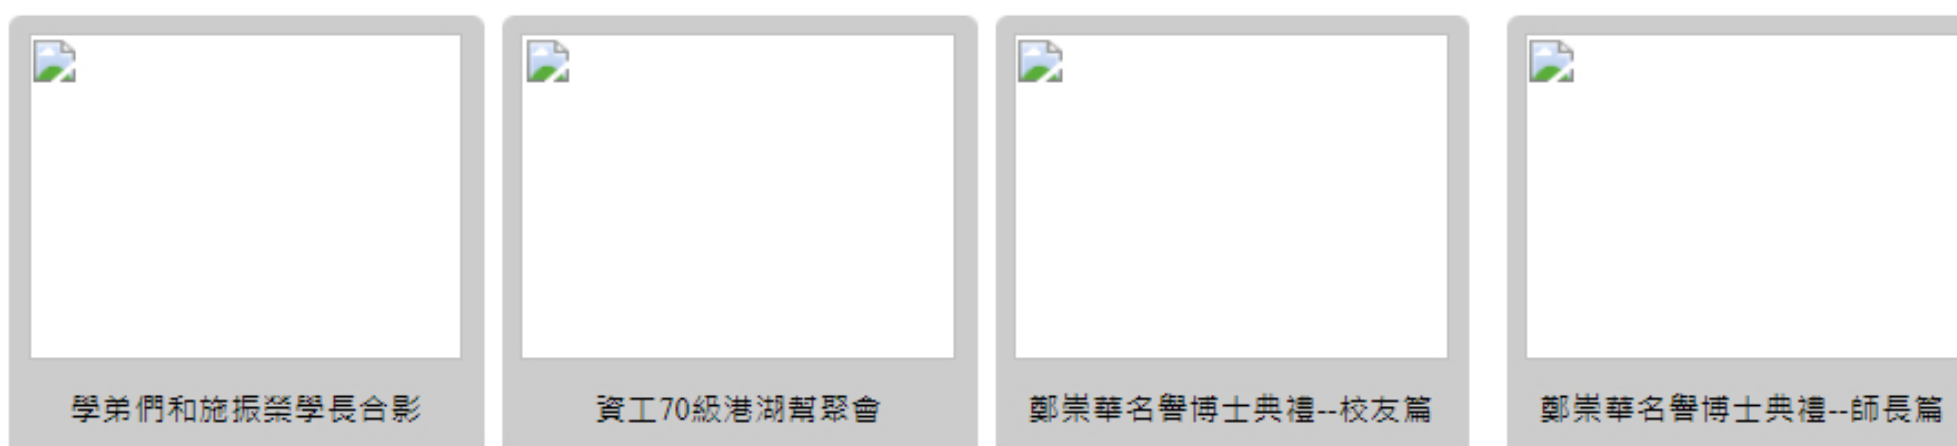 學弟們和施振榮學長合影
資工70級港湖幫聚會
鄭崇華名譽博士典禮--校友篇
鄭崇華名譽博士典禮--師長篇